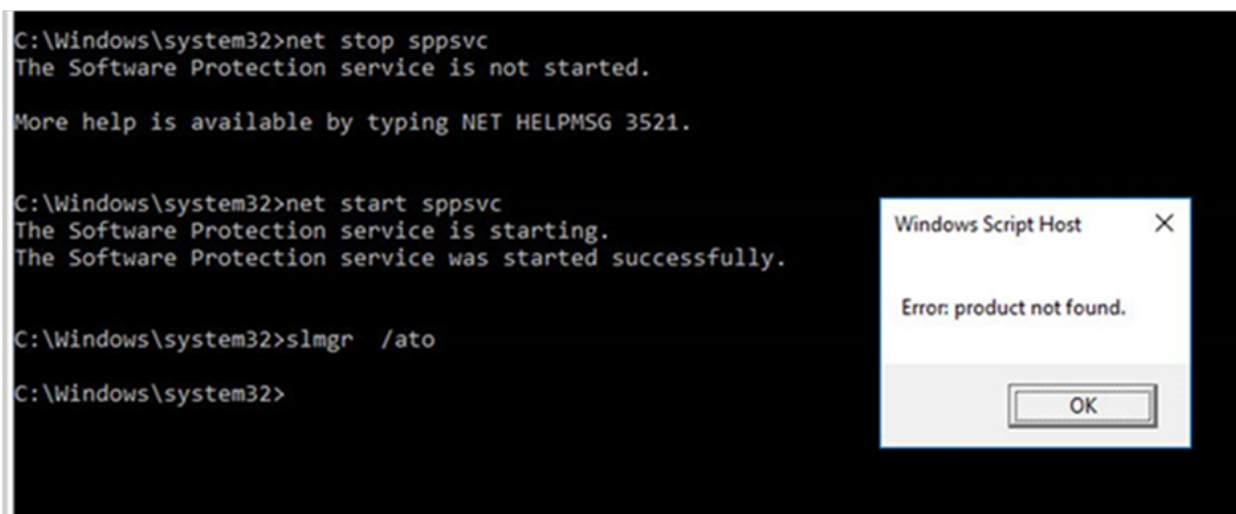 C:\Windows\system32>net stop sppsvc
The Software Protection service is not started.
More help is available by typing NET HELPMSG 3521.
C:\Windows\system32>net start sppsvc
The Software Protection service is starting.
The Software Protection service was started successfully.
C:\Windows\system32>slmgr  /ato
C:\Windows\system32>
Windows Script Host
Error: product not found.
OK